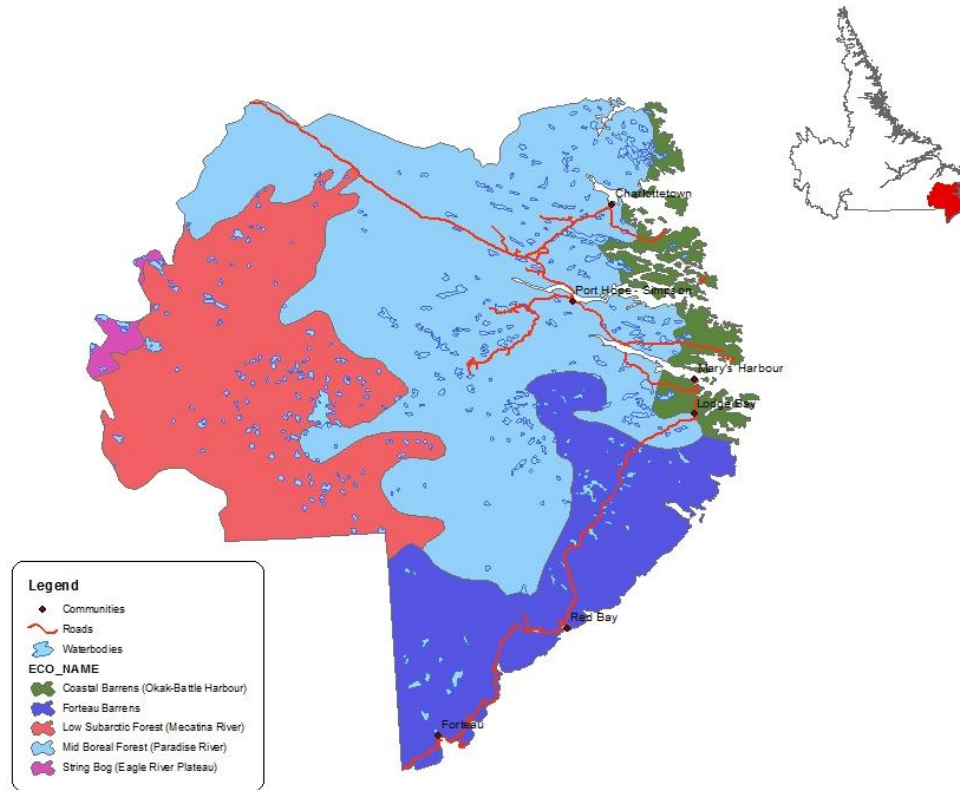 Charlottetown
Port Hope - Simpson
Mary's Harbour
Lodge Bay
Red Bay
Forteau
Legend
Communities
Roads
Waterbodies
ECO_NAME
Coastal Barrens (Okak-Battle Harbour)
Forteau Barrens
Low Subarctic Forest (Mecatina River)
Mid Boreal Forest (Paradise River)
String Bog (Eagle River Plateau)